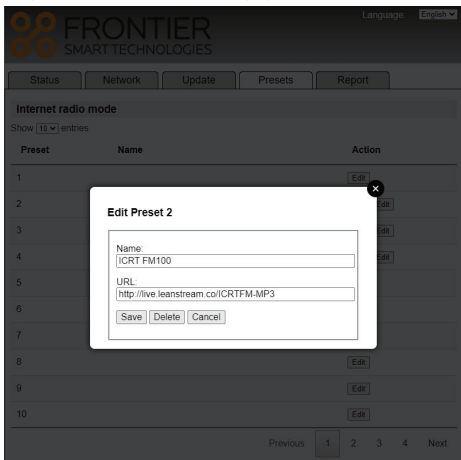 Language: English
FRONTIER
SMART TECHNOLOGIES
Status Network Update Presets Report
Internet radio mode
Show 10 entries
Preset Name Action
1 Edit
2 Edit
3 Edit
4 Edit
5
6
7
8 Edit
9 Edit
10 Edit
Edit Preset 2
Name:
ICRT FM100
URL:
http://live.leanstream.co/ICRTFM-MP3
Save Delete Cancel
Previous 1 2 3 4 Next